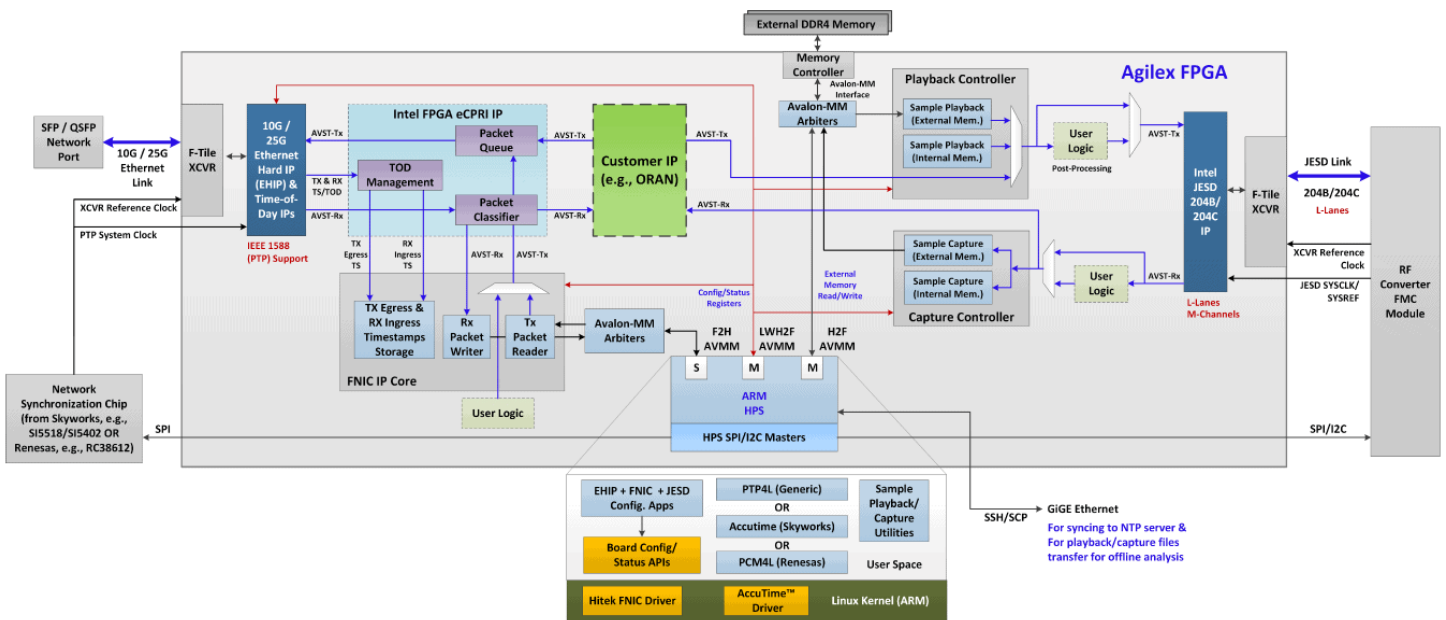 External DDR4 Memory
Memory
Controller
Avalon-MM
Interface
Avalon-MM
Arbiters
Agilex FPGA
Playback Controller
Sample Playback
(External Mem.)
Sample Playback
(Internal Mem.)
User
Logic
Post-Processing
AVST-Tx
SFP / QSFP
Network
Port
10G / 25G
Ethernet
Link
F-Tile
XCVR
10G /
25G
Ethernet
Hard IP
(EHIP) &
Time-of-
Day IPs
IEEE 1588
(PTP) Support
XCVR Reference Clock
PTP System Clock
AVST-Tx
TX & RX
TS/TOD
AVST-Rx
Intel FPGA eCPRI IP
Packet
Queue
TOD
Management
Packet
Classifier
AVST-Tx
AVST-Rx
Customer IP
(e.g., ORAN)
AVST-Tx
AVST-Rx
Intel
JESD
204B/
204C
IP
F-Tile
XCVR
JESD Link
204B/204C
L-Lanes
XCVR Reference
Clock
JESD SYSCLK/
SYSREF
RF
Converter
FMC
Module
L-Lanes
M-Channels
Sample Capture
(External Mem.)
Sample Capture
(Internal Mem.)
Capture Controller
User
Logic
AVST-Rx
TX
Egress
TS
RX
Ingress
TS
AVST-Rx
AVST-Tx
TX Egress &
RX Ingress
Timestamps
Storage
Rx
Packet
Writer
Tx
Packet
Reader
FNIC IP Core
User Logic
Avalon-MM
Arbiters
Config/Status
Registers
External
Memory
Read/Write
F2H
AVMM
LWH2F
AVMM
H2F
AVMM
S
M
M
ARM
HPS
HPS SPI/I2C Masters
Network
Synchronization Chip
(from Skyworks, e.g.,
SI5518/SI5402 OR
Renesas, e.g., RC38612)
SPI
SPI/I2C
EHIP + FNIC + JESD
Config. Apps
Board Config/
Status APIs
PTP4L (Generic)
OR
Accutime (Skyworks)
OR
PCM4L (Renesas)
Sample
Playback/
Capture
Utilities
User Space
Hitek FNIC Driver
AccuTime™
Driver
Linux Kernel (ARM)
SSH/SCP
GiGE Ethernet
For syncing to NTP server &
For playback/capture files
transfer for offline analysis